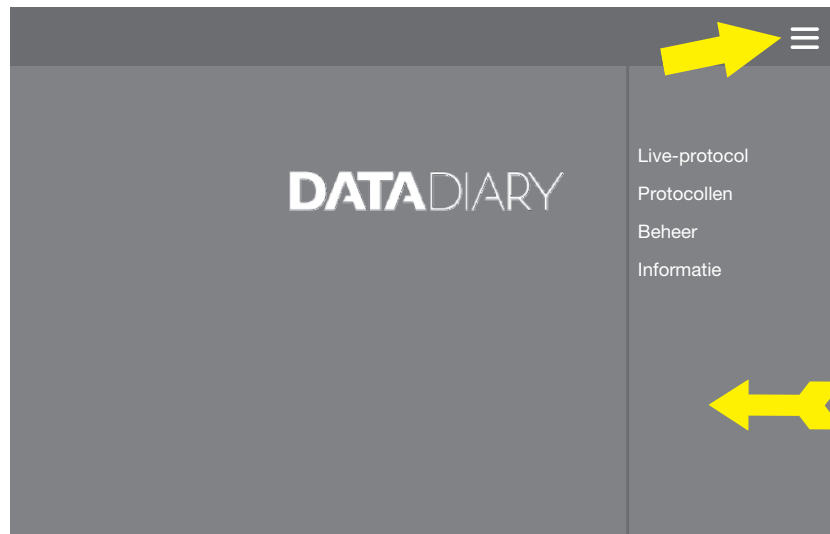 DATADIARY
Live-protocol
Protocollen
Beheer
Informatie